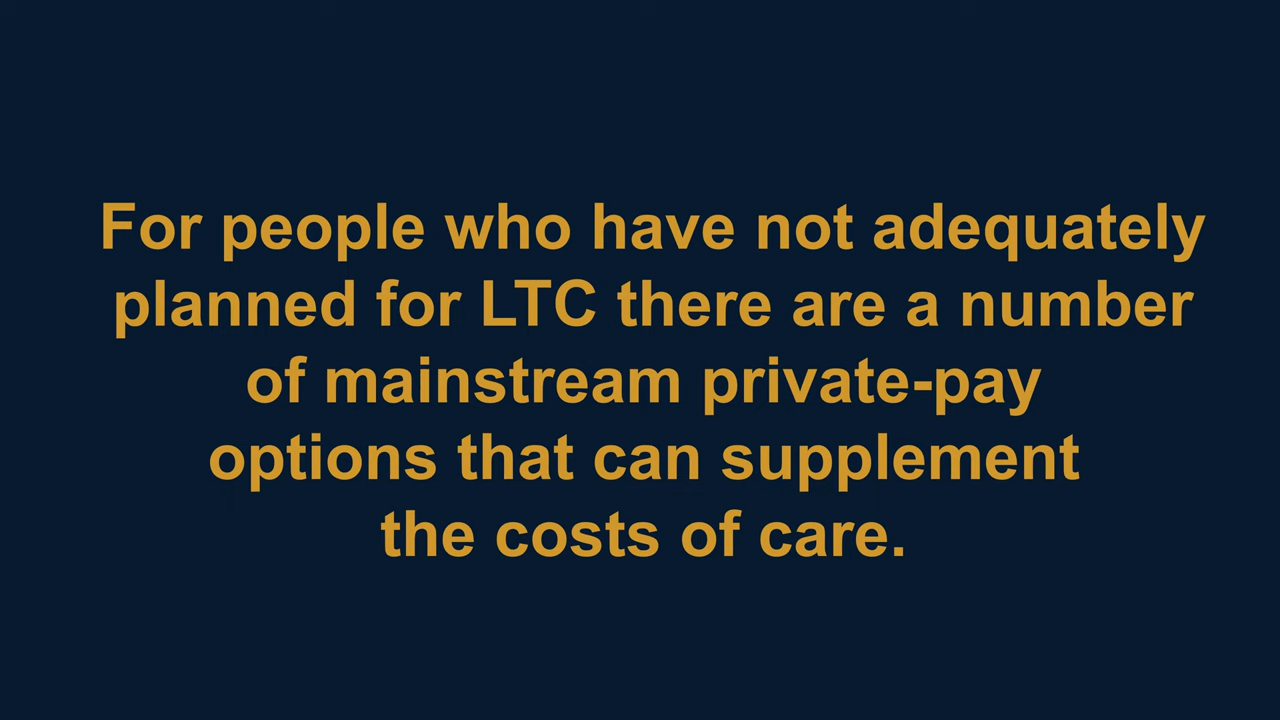 For people who have not adequately
planned for LTC there are a number
of mainstream private-pay
options that can supplement
the costs of care.